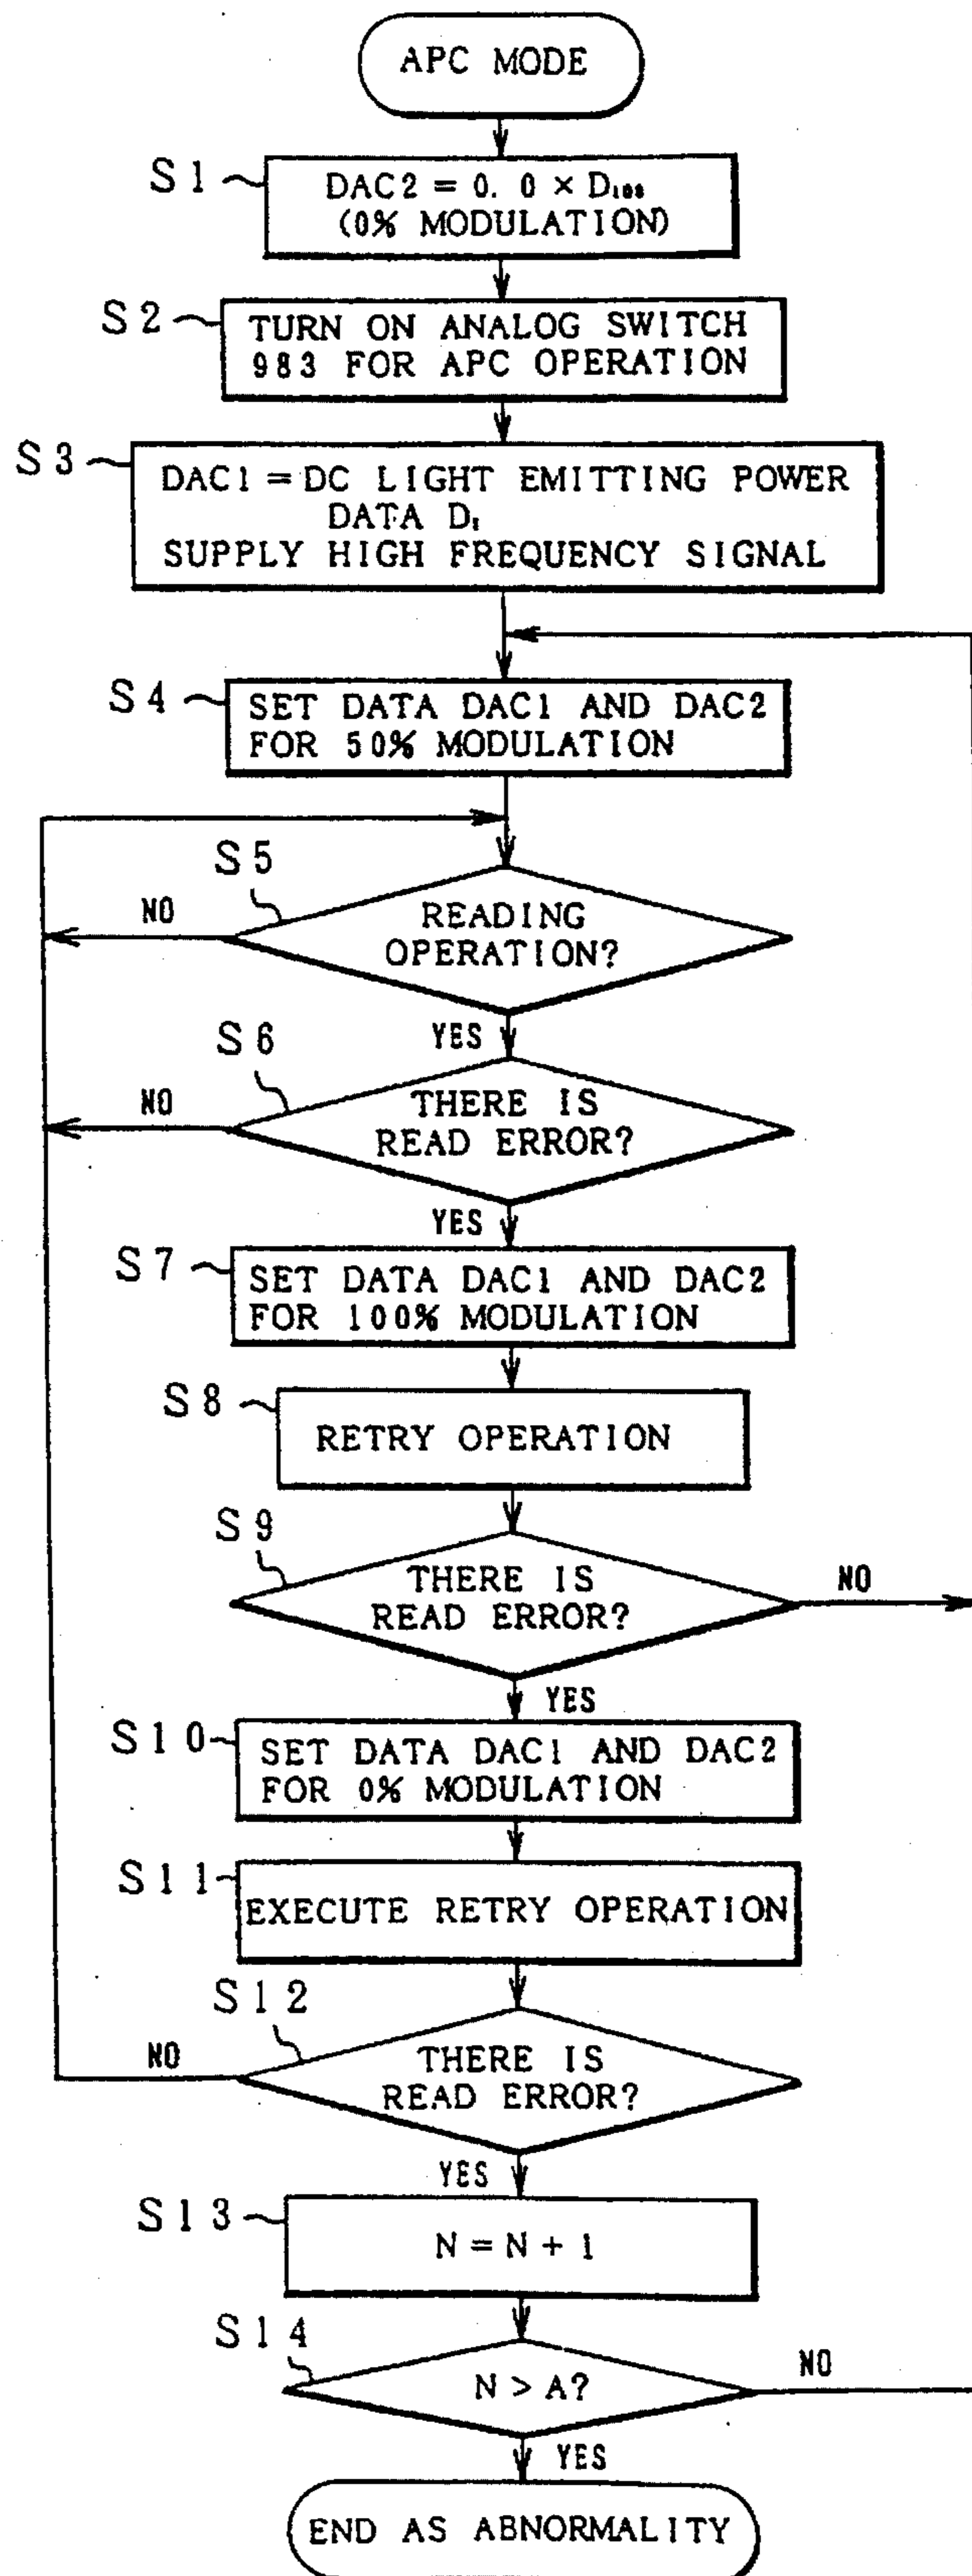 APC MODE
S1
DAC2 = 0.0 × D₁₀₀
(0% MODULATION)
S2
TURN ON ANALOG SWITCH
983 FOR APC OPERATION
S3
DAC1 = DC LIGHT EMITTING POWER
DATA D₁
SUPPLY HIGH FREQUENCY SIGNAL
S4
SET DATA DAC1 AND DAC2
FOR 50% MODULATION
S5
READING
OPERATION?
NO
YES
S6
THERE IS
READ ERROR?
NO
YES
S7
SET DATA DAC1 AND DAC2
FOR 100% MODULATION
S8
RETRY OPERATION
S9
THERE IS
READ ERROR?
NO
YES
S10
SET DATA DAC1 AND DAC2
FOR 0% MODULATION
S11
EXECUTE RETRY OPERATION
S12
THERE IS
READ ERROR?
NO
YES
S13
N = N + 1
S14
N > A?
NO
YES
END AS ABNORMALITY